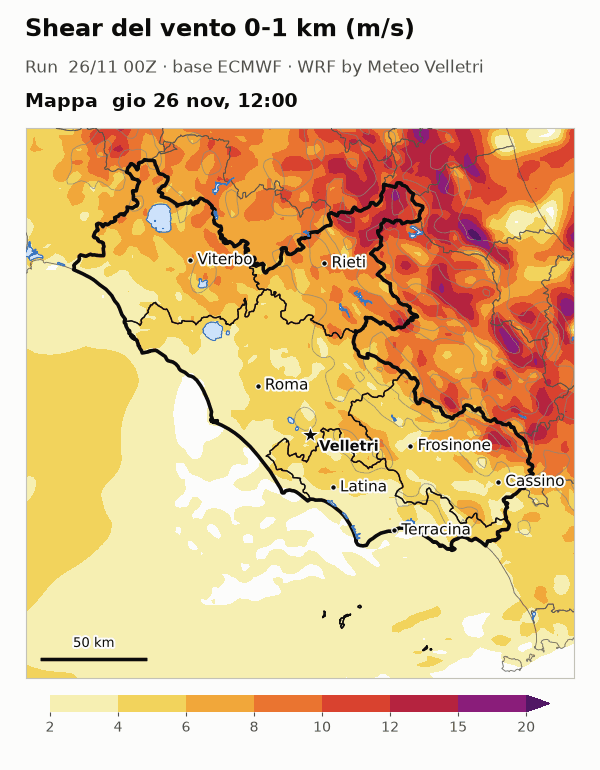 Shear del vento 0-1 km (m/s)
Run  26/11 00Z · base ECMWF · WRF by Meteo Velletri
Mappa  gio 26 nov, 12:00
Viterbo
Rieti
Roma
Velletri
Frosinone
Latina
Cassino
Terracina
50 km
2 4 6 8 10 12 15 20